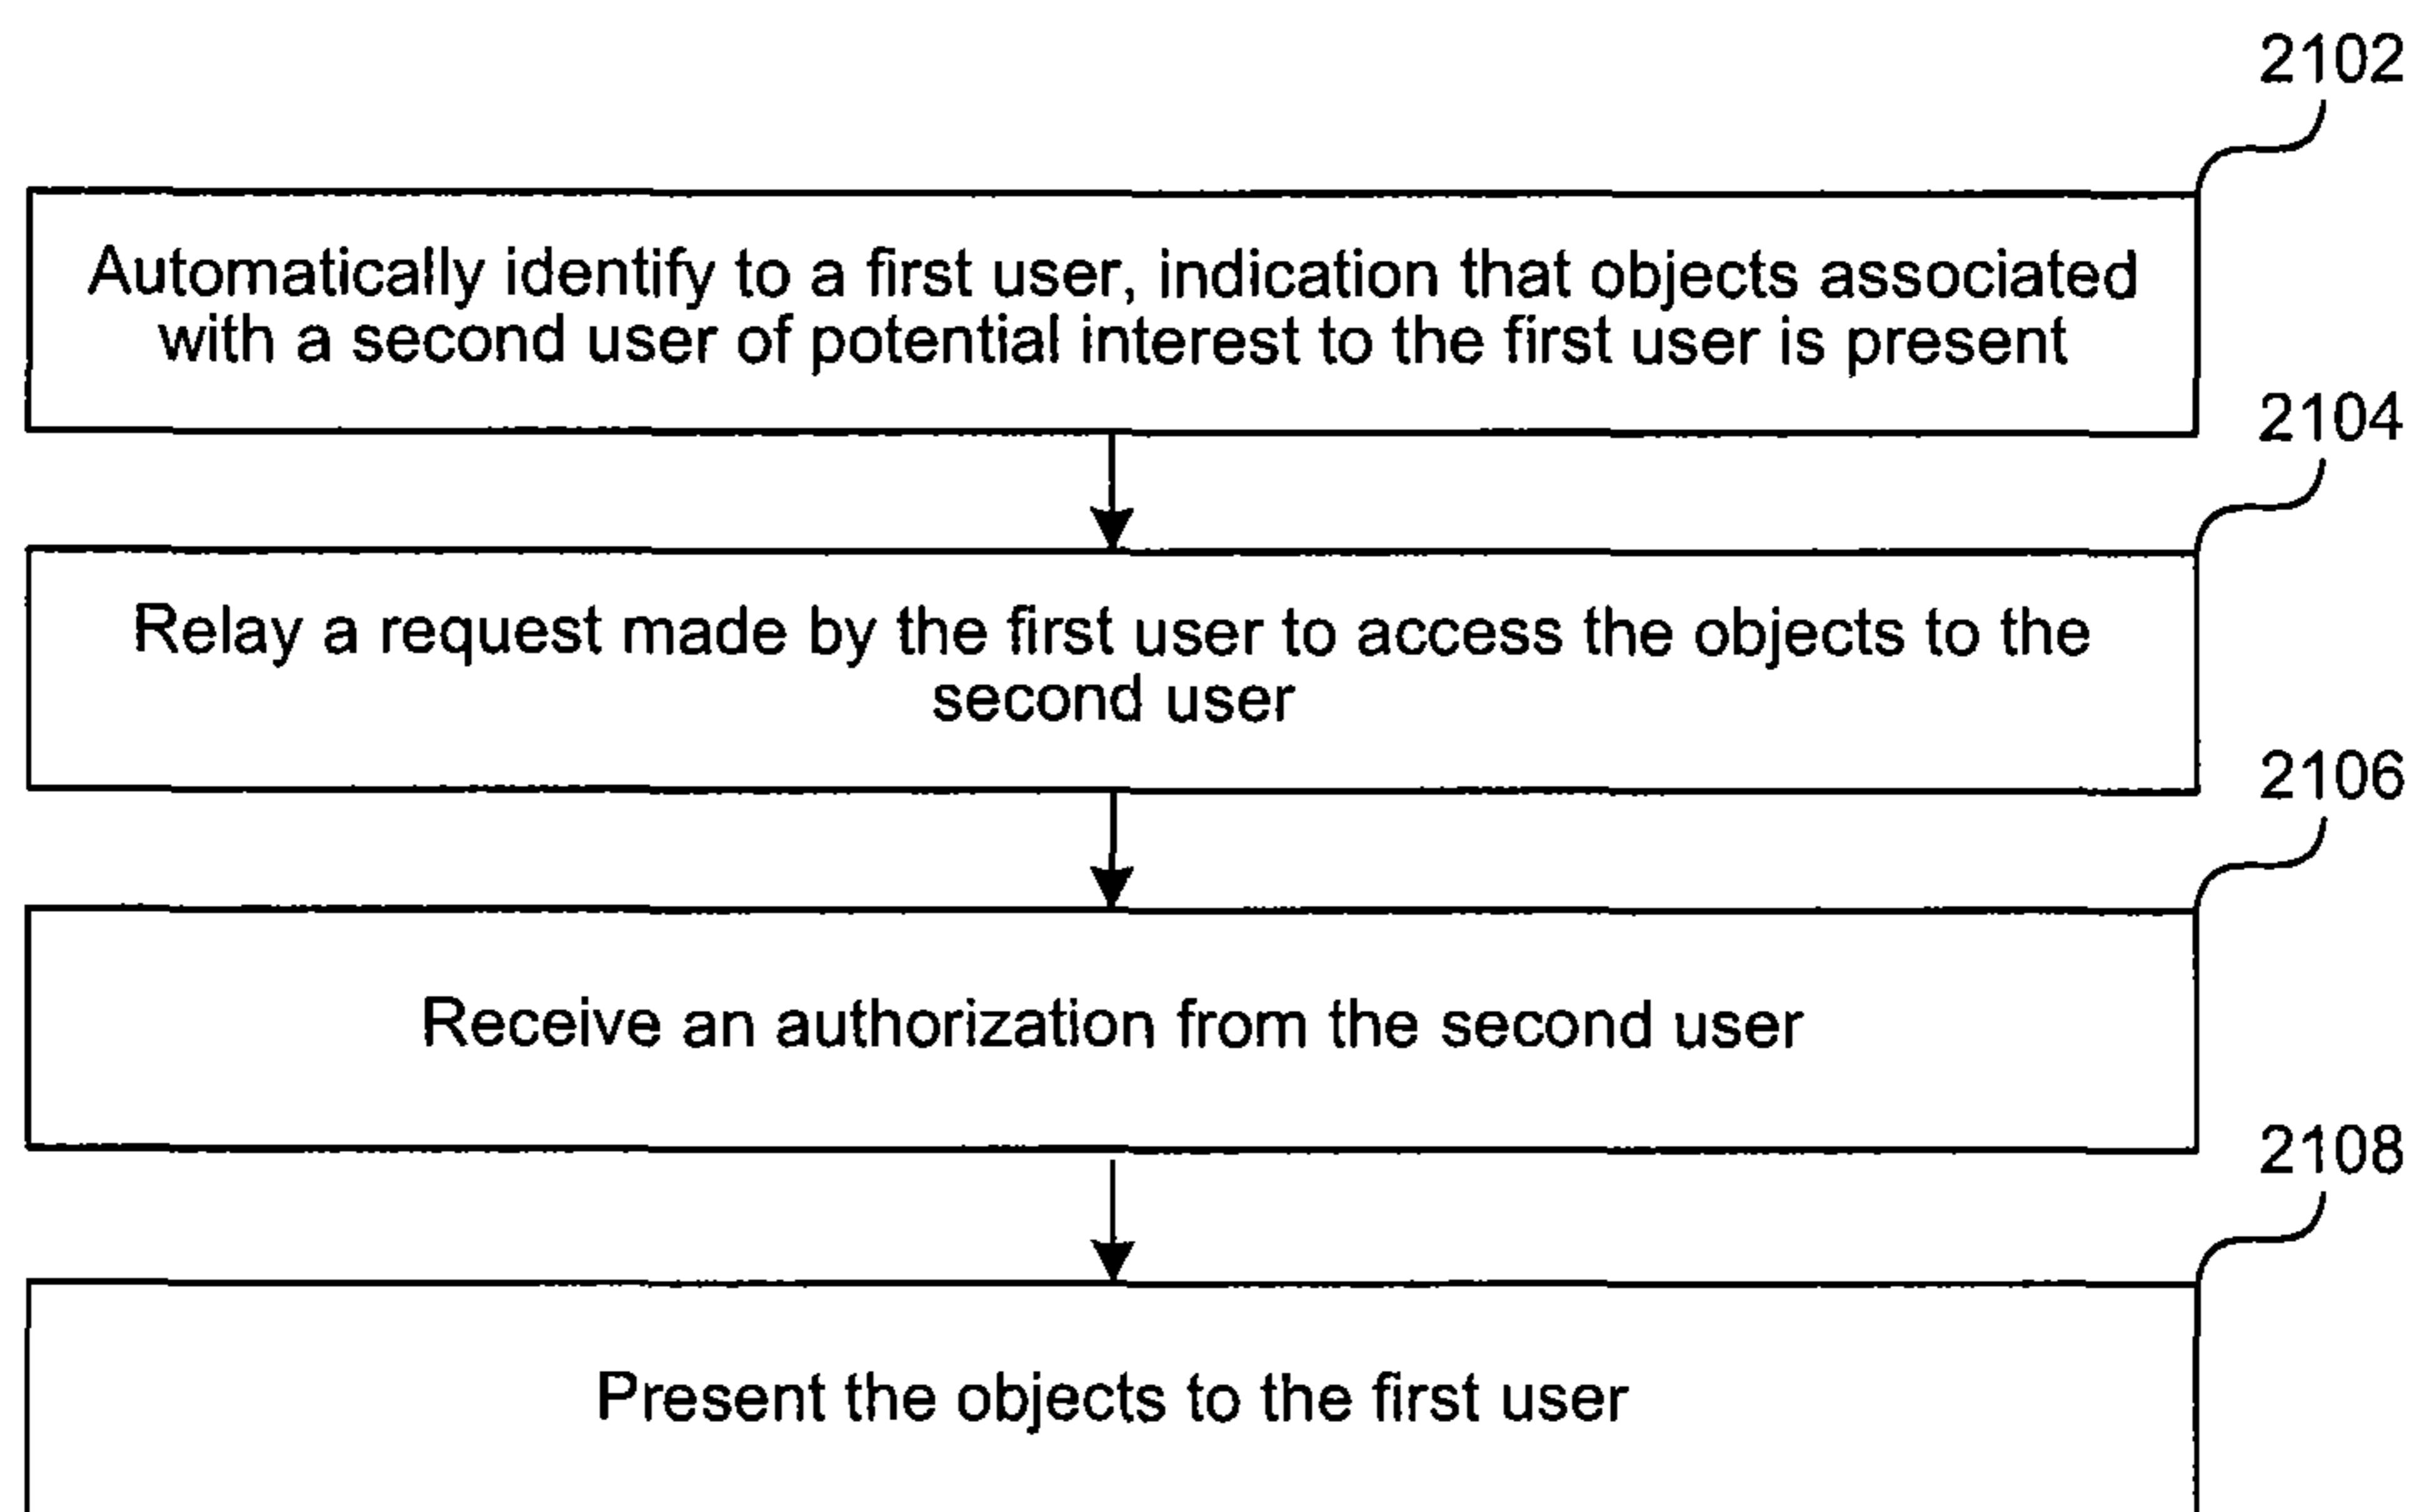 2102
Automatically identify to a first user, indication that objects associated
with a second user of potential interest to the first user is present
2104
Relay a request made by the first user to access the objects to the
second user
2106
Receive an authorization from the second user
2108
Present the objects to the first user